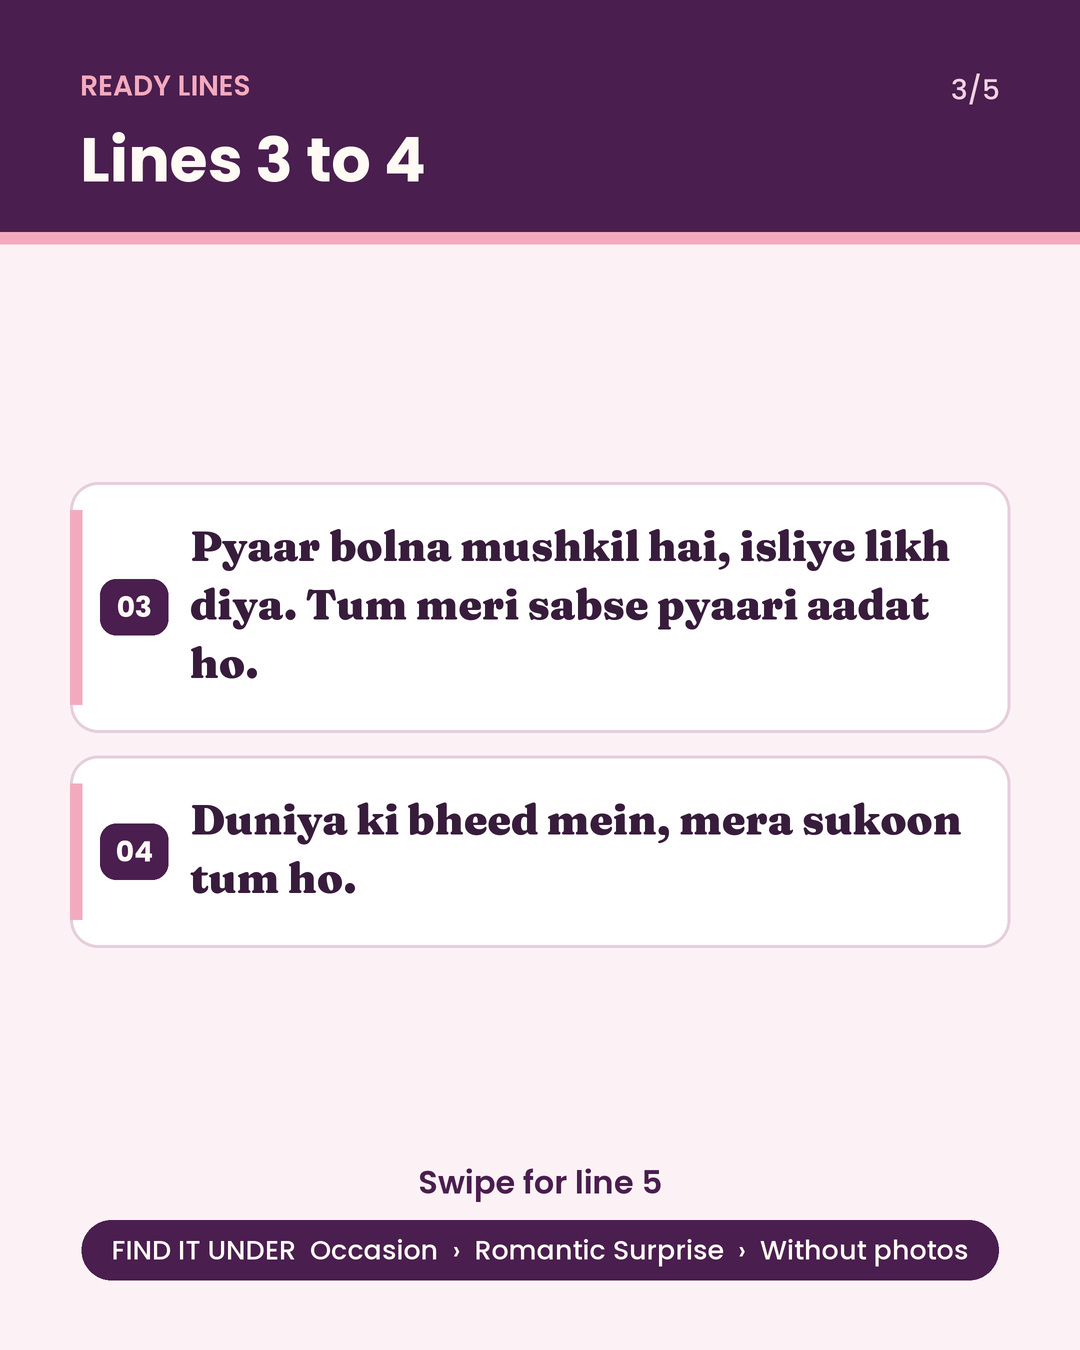 READY LINES
3/5
Lines 3 to 4
03
Pyaar bolna mushkil hai, isliye likh
diya. Tum meri sabse pyaari aadat
ho.
04
Duniya ki bheed mein, mera sukoon
tum ho.
Swipe for line 5
FIND IT UNDER Occasion › Romantic Surprise › Without photos